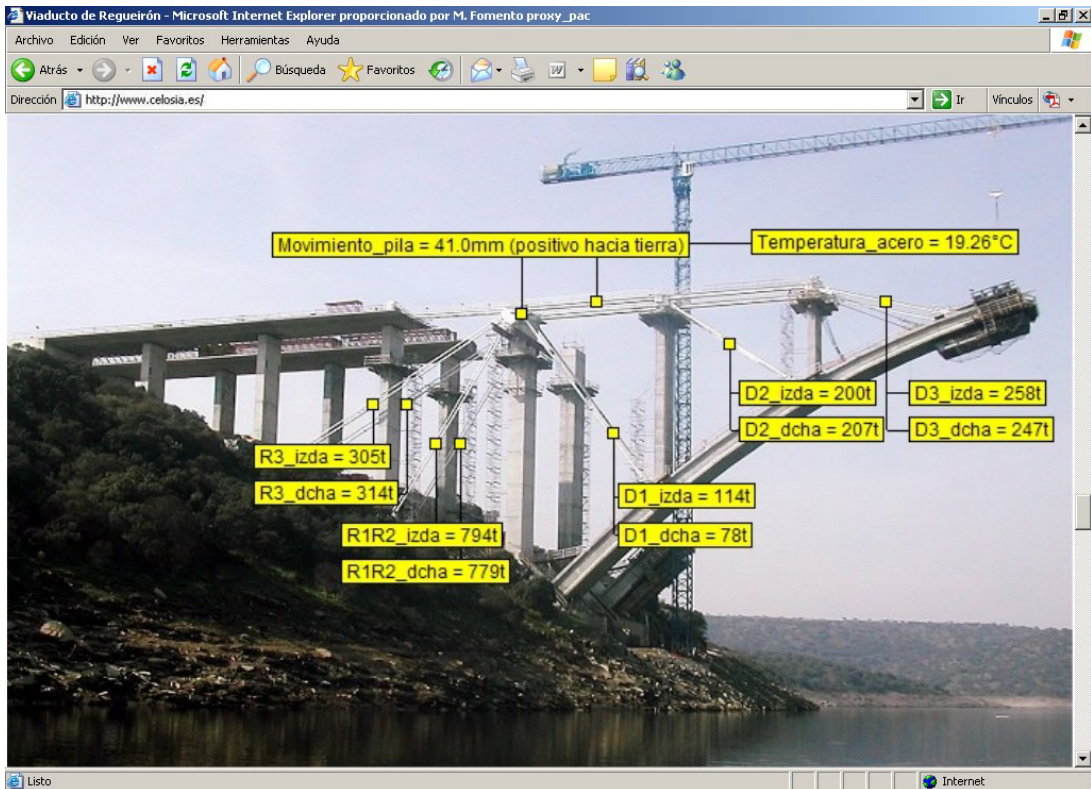 Viaducto deRegueirón - Microsoft Internet Explorer proporcionado por M. Fomento proxy_pac
Archivo Edición Ver Favoritos Herramientas Ayuda
Atrás Búsqueda Favoritos
Dirección http://www.celosia.es/ Ir Vínculos
Movimiento_pila = 41.0mm (positivo hacia tierra)
Temperatura_acero = 19.26°C
D2_izda = 200t
D3_izda = 258t
D2_dcha = 207t
D3_dcha = 247t
R3_izda = 305t
R3_dcha = 314t
D1_izda = 114t
R1R2_izda = 794t
D1_dcha = 78t
R1R2_dcha = 779t
Listo Internet